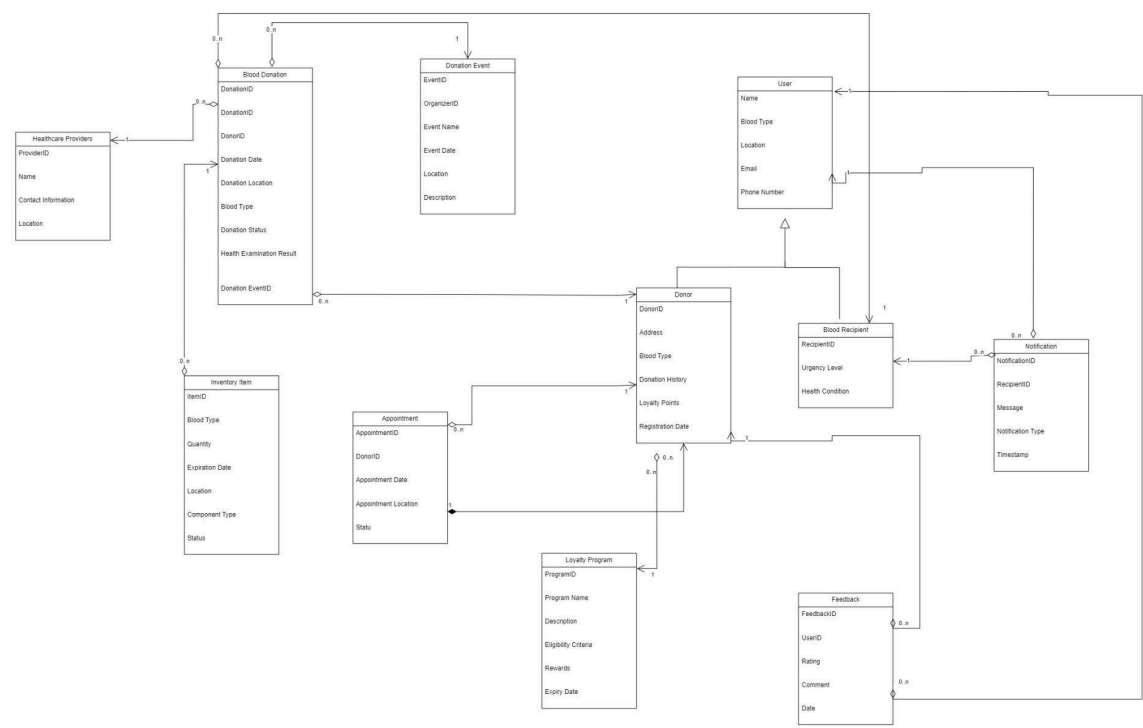 0..n
0..n
0..n
1
Blood Donation
DonationID
DonationID
DonorID
Donation Date
Donation Location
Blood Type
Donation Status
Health Examination Result
Donation EventID
Donation Event
EventID
OrganizerID
Event Name
Event Date
Location
Description
User
Name
Blood Type
Location
Email
Phone Number
1
1
0..n
1
Healthcare Providers
ProviderID
Name
Contact Information
Location
1
0..n
1
Donor
DonorID
Address
Blood Type
Donation History
Loyalty Points
Registration Date
1
Blood Recipient
RecipientID
Urgency Level
Health Condition
1
0..n
0..n
Notification
NotificationID
RecipientID
Message
Notification Type
Timestamp
0..n
Inventory Item
ItemID
Blood Type
Quantity
Expiration Date
Location
Component Type
Status
Appointment
AppointmentID
DonorID
Appointment Date
Appointment Location
Statu
0..n
1
1
1
0..n
0..n
1
Loyalty Program
ProgramID
Program Name
Description
Eligibility Criteria
Rewards
Expiry Date
Feedback
FeedbackID
UserID
Rating
Comment
Date
0..n
0..n